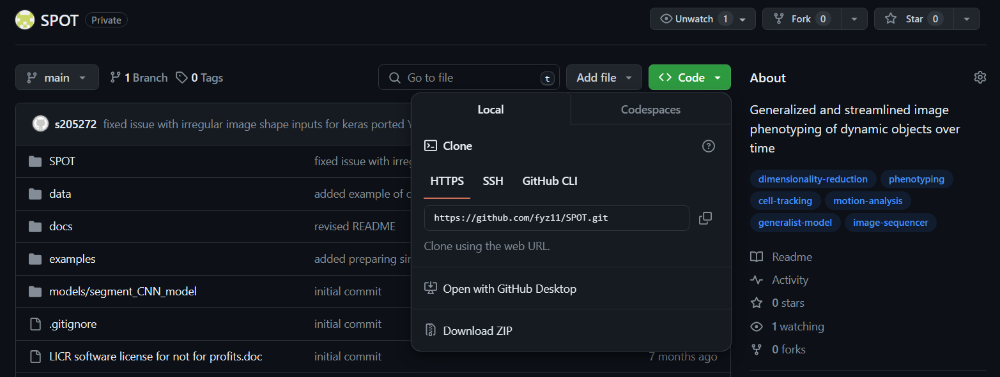 SPOT Private Unwatch 1 Fork 0 Star 0
main 1 Branch 0 Tags Go to file t Add file <> Code
s205272 fixed issue with irregular image shape inputs for keras ported
SPOT fixed issue with
data added example of
docs revised README
examples added preparing
models/segment_CNN_model initial commit
.gitignore initial commit
LICR software license for not for profits.doc initial commit 7 months ago
Local Codespaces
Clone
HTTPS SSH GitHub CLI
https://github.com/fyz11/SPOT.git
Clone using the web URL.
Open with GitHub Desktop
Download ZIP
About
Generalized and streamlined image
phenotyping of dynamic objects over
time
dimensionality-reduction phenotyping
cell-tracking motion-analysis
generalist-model image-sequencer
Readme
Activity
0 stars
1 watching
0 forks